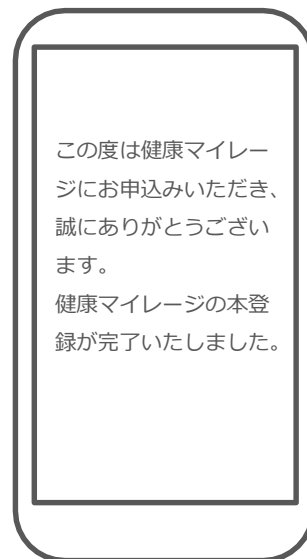 この度は健康マイレー
ジにお申込みいただき、
誠にありがとうござい
ます。
健康マイレージの本登
録が完了いたしました。